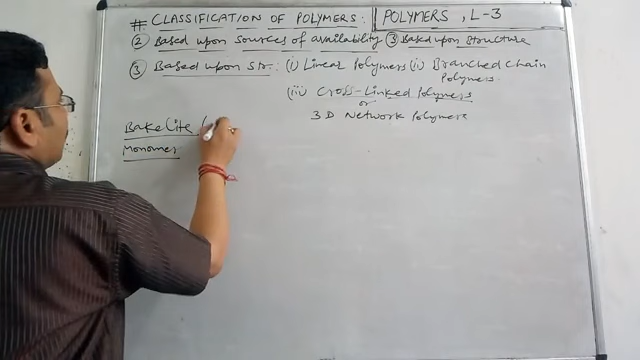 # CLASSIFICATION OF POLYMERS: POLYMERS, L-3
② Based upon Sources of availability ③ Based upon Structure
③ Based upon Str.: (i) Linear Polymers (ii) Branched chain Polymers.
(iii) Cross-Linked Polymers
or
3D Network Polymers
Bakelite (
Monomer